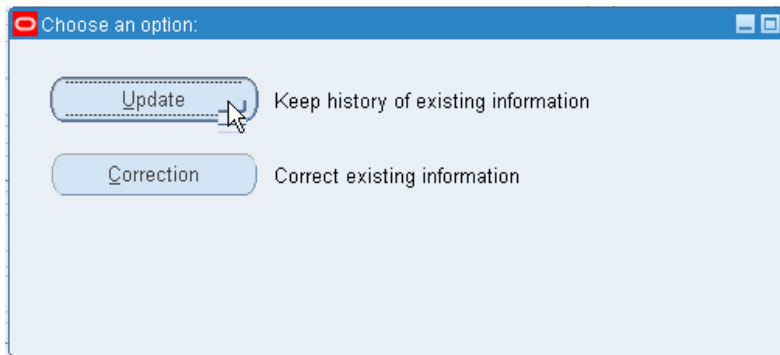 Choose an option:
Update Keep history of existing information
Correction Correct existing information